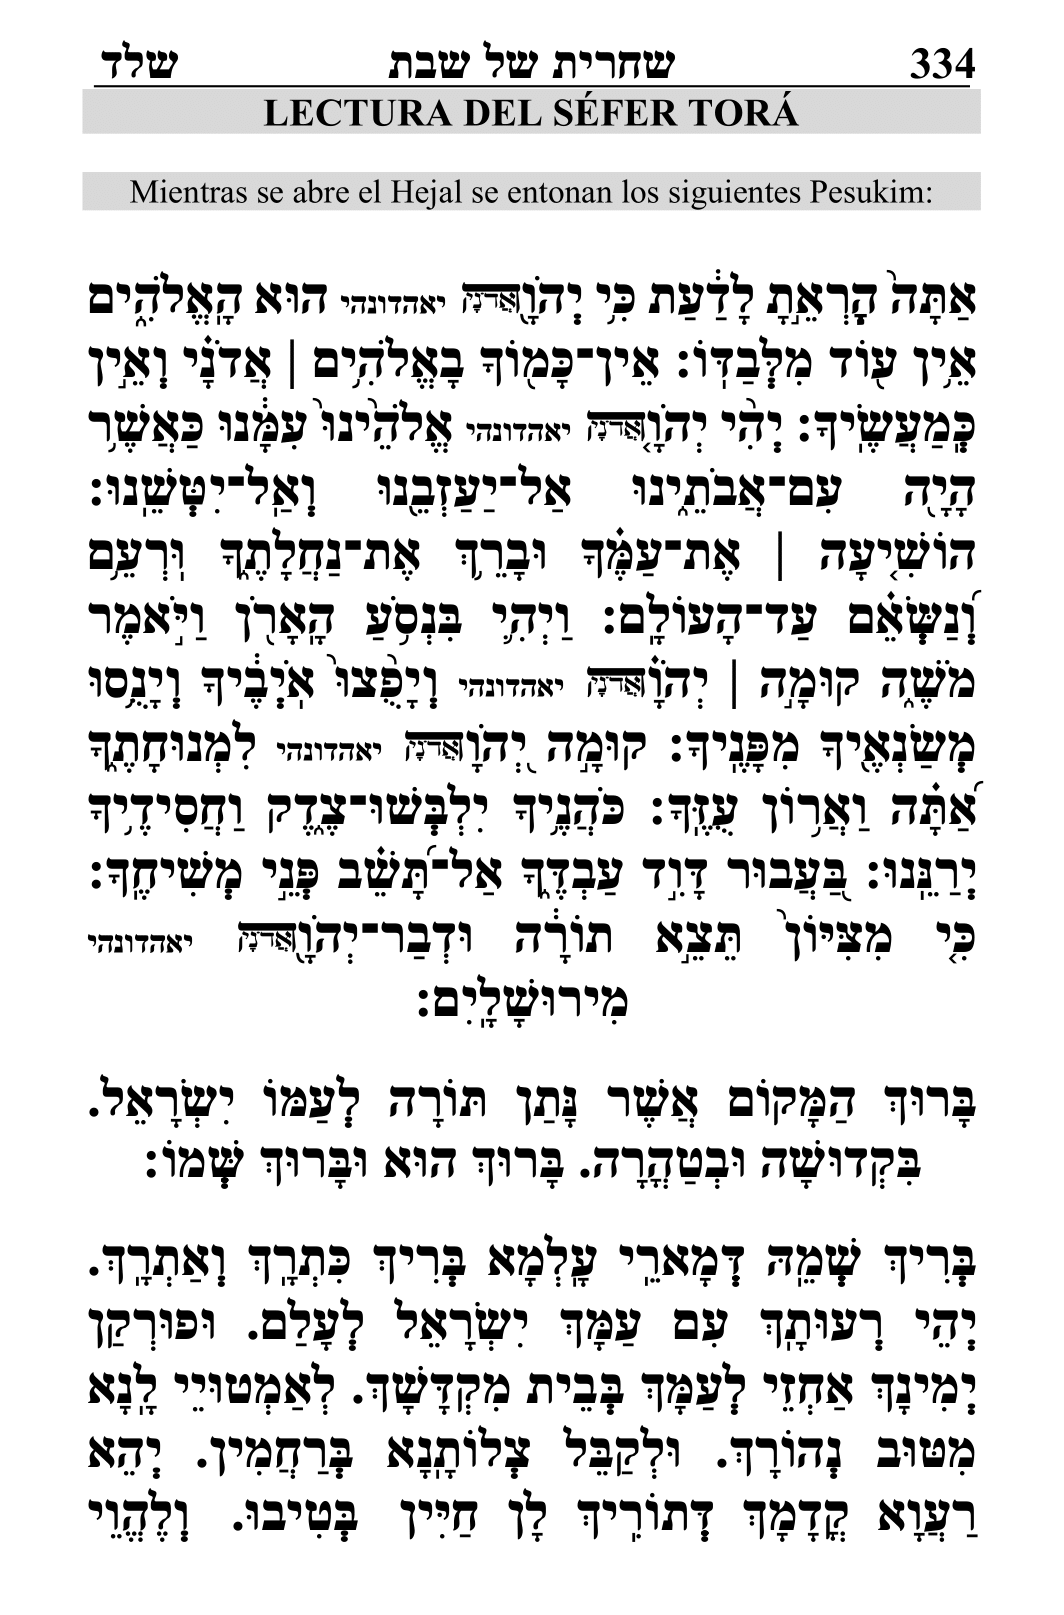 334 שחרית של שבת שלד
LECTURA DEL SÉFER TORÁ
Mientras se abre el Hejal se entonan los siguientes Pesukim:
אַתָּה֙ הׇרְאֵ֣תָ לָדַ֔עַת כִּ֥י יְהֹוָ֖אֲדֹנָיָ יאהדונהי ה֣וּא הָֽאֱלֹהִ֑ים
אֵ֥ין ע֖וֹד מִלְּבַדּֽוֹ׃ אֵין־כָּמ֖וֹךָ בָאֱלֹהִ֥ים | אֲדֹנָ֗י וְאֵ֣ין
כְּֽמַעֲשֶֽׂיךָ׃ יְהִ֨י יְהֹוָ֤אֲדֹנָיָ יאהדונהי אֱלֹהֵ֙ינוּ֙ עִמָּ֔נוּ כַּאֲשֶׁ֥ר
הָיָ֖ה עִם־אֲבֹתֵ֑ינוּ אַל־יַעַזְבֵ֖נוּ וְאַֽל־יִטְּשֵֽׁנוּ׃
הוֹשִׁ֤יעָה | אֶת־עַמֶּ֗ךָ וּבָרֵ֥ךְ אֶת־נַחֲלָתֶ֑ךָ וּֽרְעֵ֥ם
וְ֝נַשְּׂאֵ֗ם עַד־הָעוֹלָֽם׃ וַיְהִ֛י בִּנְסֹ֥עַ הָאָרֹ֖ן וַיֹּ֣אמֶר
מֹשֶׁ֑ה קוּמָ֣ה | יְהֹוָ֗אֲדֹנָיָ יאהדונהי וְיָפֻ֙צוּ֙ אֹֽיְבֶ֔יךָ וְיָנֻ֥סוּ
מְשַׂנְאֶ֖יךָ מִפָּנֶֽיךָ׃ קוּמָ֣ה יְ֭הֹוָאֲדֹנָיָ יאהדונהי לִמְנוּחָתֶ֑ךָ
אַ֝תָּ֗ה וַאֲר֥וֹן עֻזֶּֽךָ׃ כֹּהֲנֶ֥יךָ יִלְבְּשׁוּ־צֶ֑דֶק וַחֲסִידֶ֥יךָ
יְרַנֵּֽנוּ׃ בַּ֭עֲבוּר דָּוִ֣ד עַבְדֶּ֑ךָ אַל־תָּ֝שֵׁ֗ב פְּנֵ֣י מְשִׁיחֶֽךָ׃
כִּ֤י מִצִּיּוֹן֙ תֵּצֵ֣א תוֹרָ֔ה וּדְבַר־יְהֹוָ֖אֲדֹנָיָ יאהדונהי
מִירוּשָׁלָֽיִם׃
בָּרוּךְ הַמָּקוֹם אֲשֶׁר נָּתַן תּוֹרָה לְעַמּוֹ יִשְׂרָאֵל.
בִּקְדוּשָׁה וּבְטַהֳרָה. בָּרוּךְ הוּא וּבָּרוּךְ שְּׁמוֹ׃
בְּרִיךְ שְׁמֵהּ דְּמָארֵי עָלְמָא בְּרִיךְ כִּתְרָךְ וְאַתְרָךְ.
יְהֵי רְעוּתָךְ עִם עַמָּךְ יִשְׂרָאֵל לְעָלַם. וּפוּרְקַן
יְמִינָךְ אַחְזֵי לְעַמָּךְ בְּבֵית מִקְדָּשָׁךְ. לְאַמְטוּיֵי לָנָא
מִטּוּב נְהוֹרָךְ. וּלְקַבֵּל צְלוֹתָנָא בְּרַחֲמִין. יְהֵא
רַעֲוָא קֳדָמָךְ דְּתוֹרִיךְ לָן חַיִּין בְּטִיבוּ. וְלֶהֱוֵי